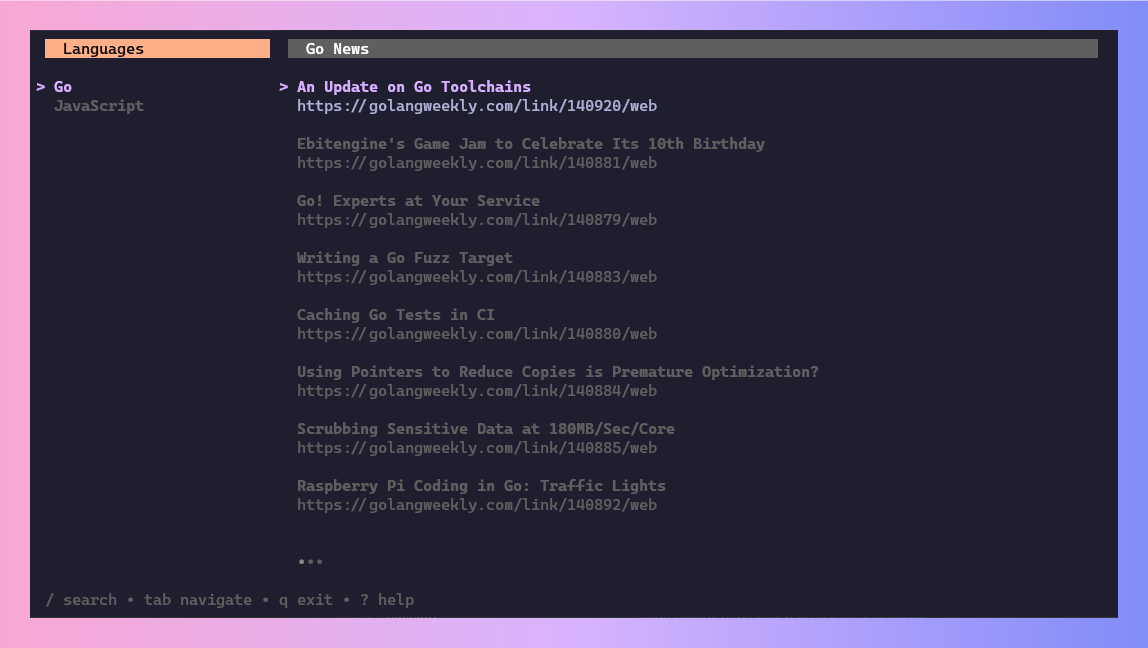 Languages
Go News
> Go
JavaScript
> An Update on Go Toolchains
https://golangweekly.com/link/140920/web
Ebitengine's Game Jam to Celebrate Its 10th Birthday
https://golangweekly.com/link/140881/web
Go! Experts at Your Service
https://golangweekly.com/link/140879/web
Writing a Go Fuzz Target
https://golangweekly.com/link/140883/web
Caching Go Tests in CI
https://golangweekly.com/link/140880/web
Using Pointers to Reduce Copies is Premature Optimization?
https://golangweekly.com/link/140884/web
Scrubbing Sensitive Data at 180MB/Sec/Core
https://golangweekly.com/link/140885/web
Raspberry Pi Coding in Go: Traffic Lights
https://golangweekly.com/link/140892/web
•••
/ search • tab navigate • q exit • ? help